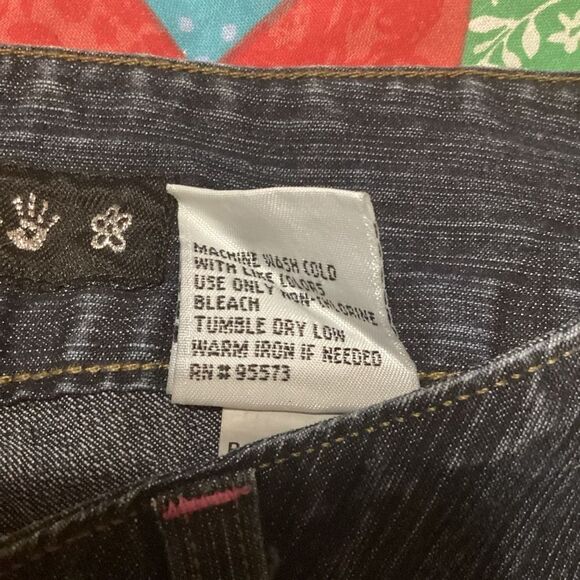 MACHINE WASH COLD
WITH LIKE COLORS
USE ONLY NON-CHLORINE
BLEACH
TUMBLE DRY LOW
WARM IRON IF NEEDED
RN# 95573